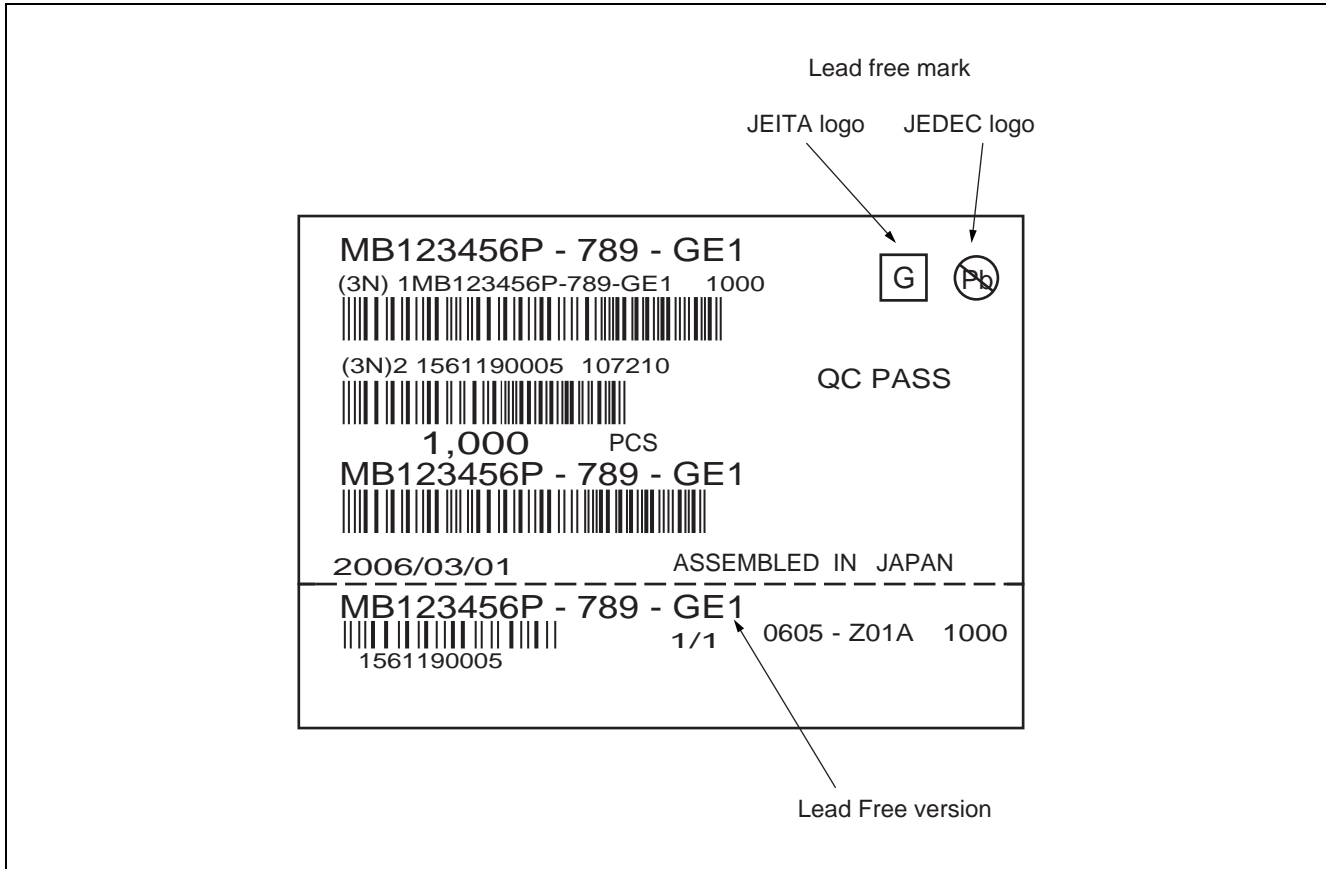 Lead free mark
JEITA logo JEDEC logo
MB123456P - 789 - GE1
(3N) 1MB123456P-789-GE1 1000
G Pb
(3N)2 1561190005 107210
QC PASS
1,000 PCS
MB123456P - 789 - GE1
2006/03/01 ASSEMBLED IN JAPAN
MB123456P - 789 - GE1
1/1 0605 - Z01A 1000
1561190005
Lead Free version